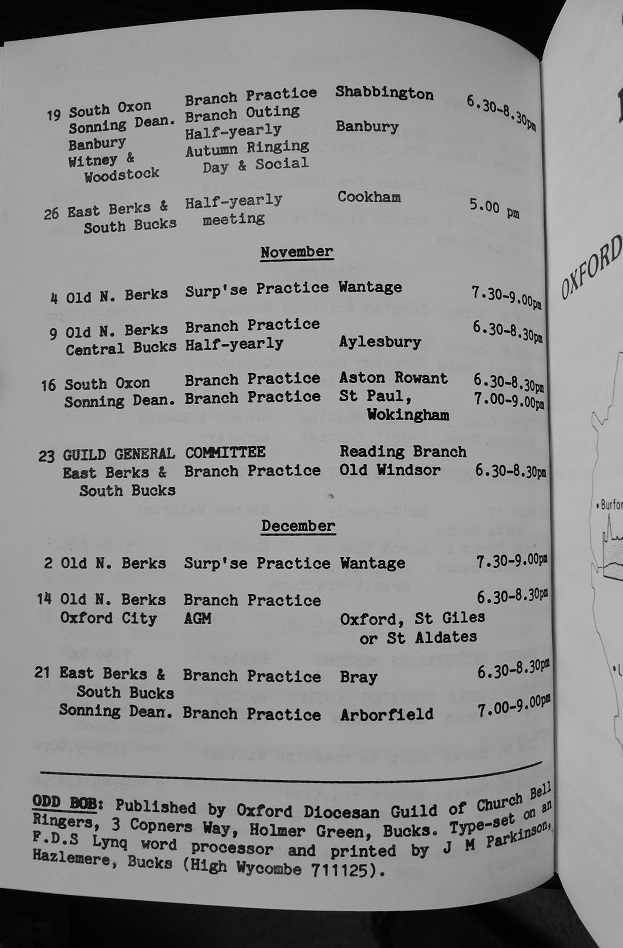 19 South Oxon Branch Practice Shabbington 6.30-8.30pm
Sonning Dean. Branch Outing
Banbury Half-yearly Banbury
Witney & Autumn Ringing
Woodstock Day & Social
26 East Berks & Half-yearly Cookham 5.00 pm
South Bucks meeting
November
4 Old N. Berks Surp'se Practice Wantage 7.30-9.00pm
9 Old N. Berks Branch Practice 6.30-8.30pm
Central Bucks Half-yearly Aylesbury
16 South Oxon Branch Practice Aston Rowant 6.30-8.30pm
Sonning Dean. Branch Practice St Paul, 7.00-9.00pm
Wokingham
23 GUILD GENERAL COMMITTEE Reading Branch
East Berks & Branch Practice Old Windsor 6.30-8.30pm
South Bucks
December
2 Old N. Berks Surp'se Practice Wantage 7.30-9.00pm
14 Old N. Berks Branch Practice 6.30-8.30pm
Oxford City AGM Oxford, St Giles
or St Aldates
21 East Berks & Branch Practice Bray 6.30-8.30pm
South Bucks
Sonning Dean. Branch Practice Arborfield 7.00-9.00pm
ODD BOB: Published by Oxford Diocesan Guild of Church Bell
Ringers, 3 Copners Way, Holmer Green, Bucks. Type-set on an
F.D.S Lynq word processor and printed by J M Parkinson,
Hazlemere, Bucks (High Wycombe 711125).
OXFORD